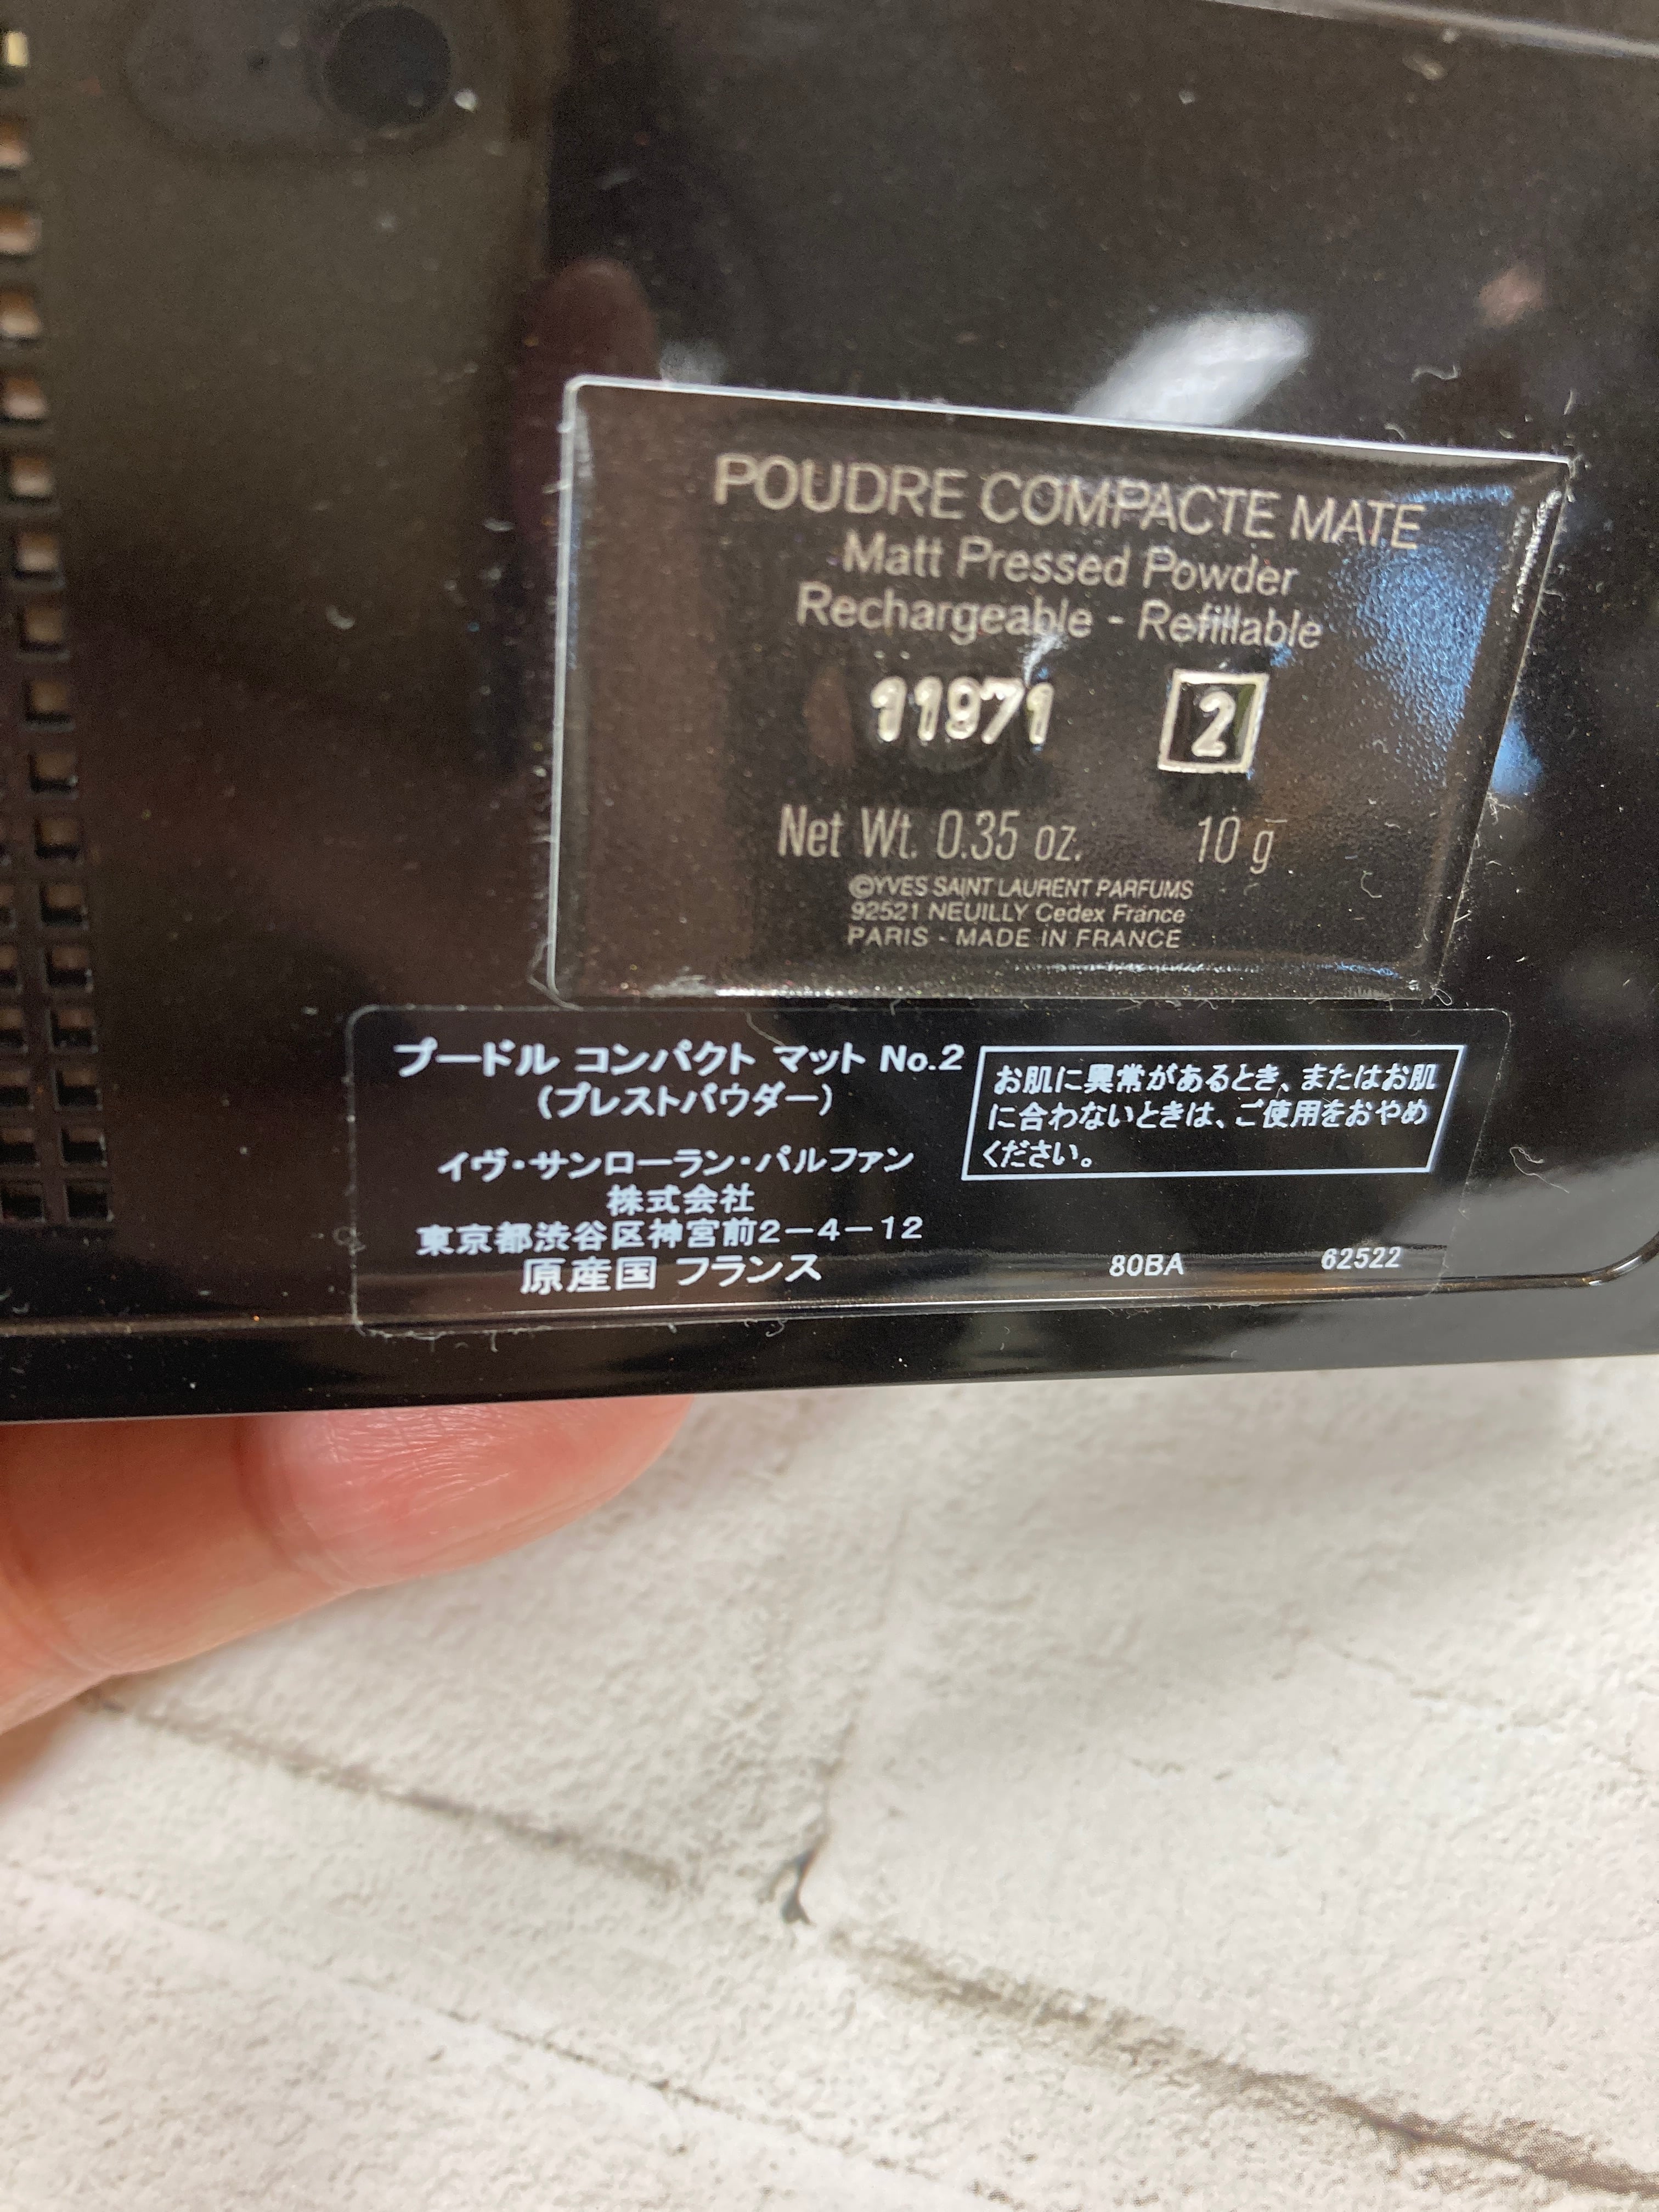 POUDRE COMPACTE MATE
Matt Pressed Powder
Rechargeable - Refillable
11971 2
Net Wt. 0.35 oz. 10 g
©YVES SAINT LAURENT PARFUMS
92521 NEUILLY Cedex France
PARIS - MADE IN FRANCE
プードル コンパクト マット No.2
(プレストパウダー)
イヴ・サンローラン・パルファン
株式会社
東京都渋谷区神宮前2-4-12
原産国 フランス
お肌に異常があるとき、またはお肌
に合わないときは、ご使用をおやめ
ください。
80BA 62522